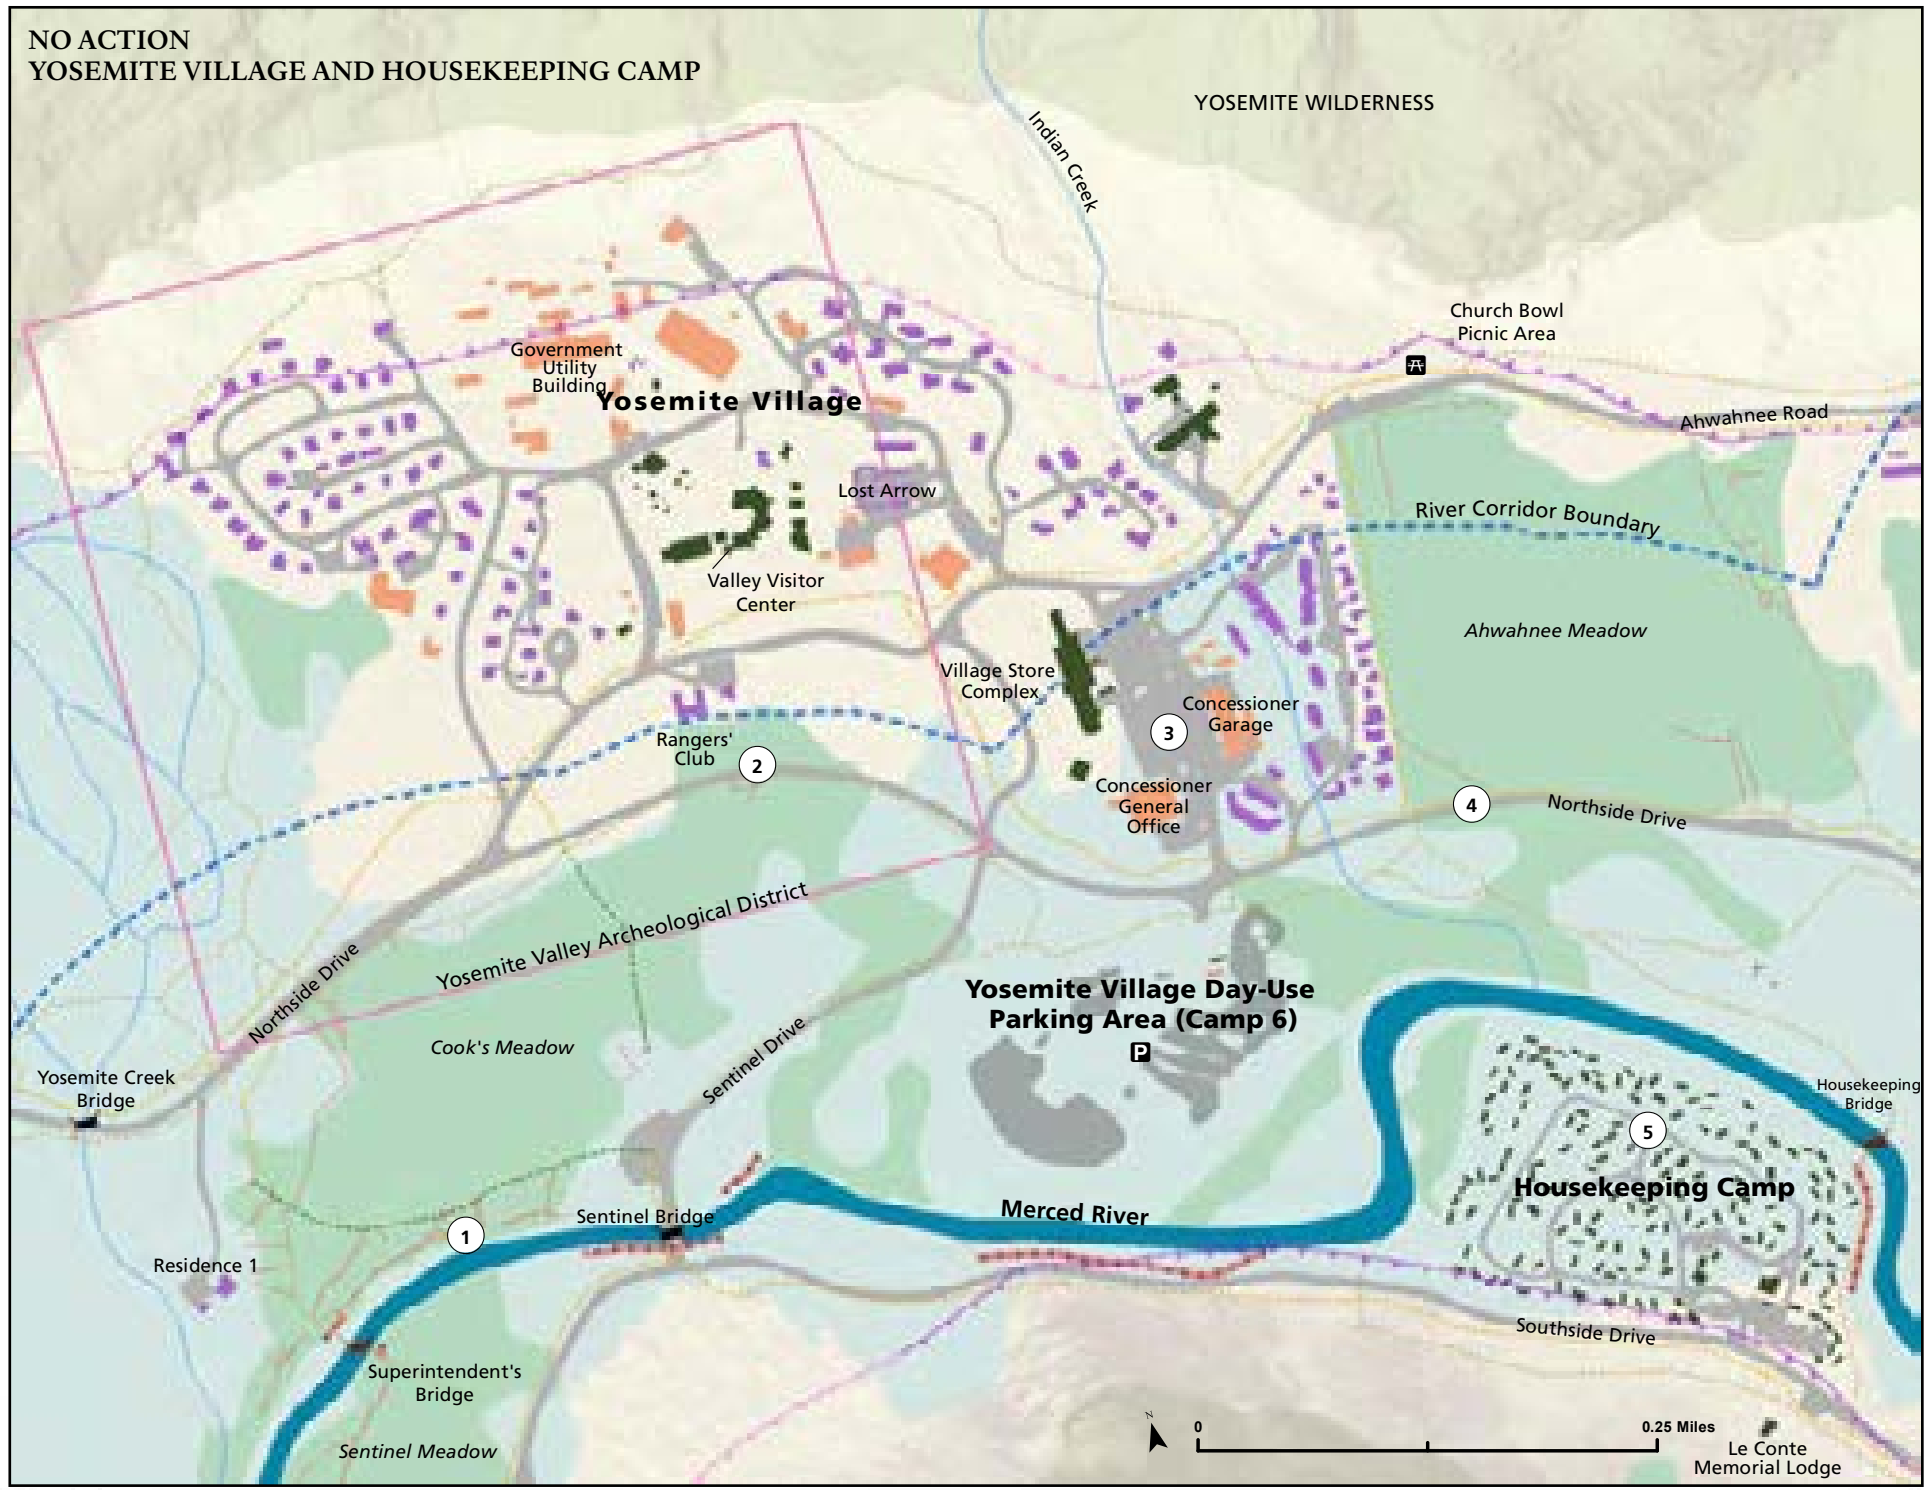 NO ACTION
YOSEMITE VILLAGE AND HOUSEKEEPING CAMP
YOSEMITE WILDERNESS
Indian Creek
Church Bowl
Picnic Area
Government
Utility
Building
Yosemite Village
Ahwahnee Road
Lost Arrow
River Corridor Boundary
Valley Visitor
Center
Ahwahnee Meadow
Village Store
Complex
Concessioner
Garage
3
Rangers'
Club
2
Concessioner
General
Office
4
Northside Drive
Yosemite Valley Archeological District
Northside Drive
Yosemite Village Day-Use
Parking Area (Camp 6)
P
Cook's Meadow
Sentinel Drive
Yosemite Creek
Bridge
Housekeeping
Bridge
5
Housekeeping Camp
Merced River
Sentinel Bridge
1
Residence 1
Southside Drive
Superintendent's
Bridge
Sentinel Meadow
N
0
0.25 Miles
Le Conte
Memorial Lodge